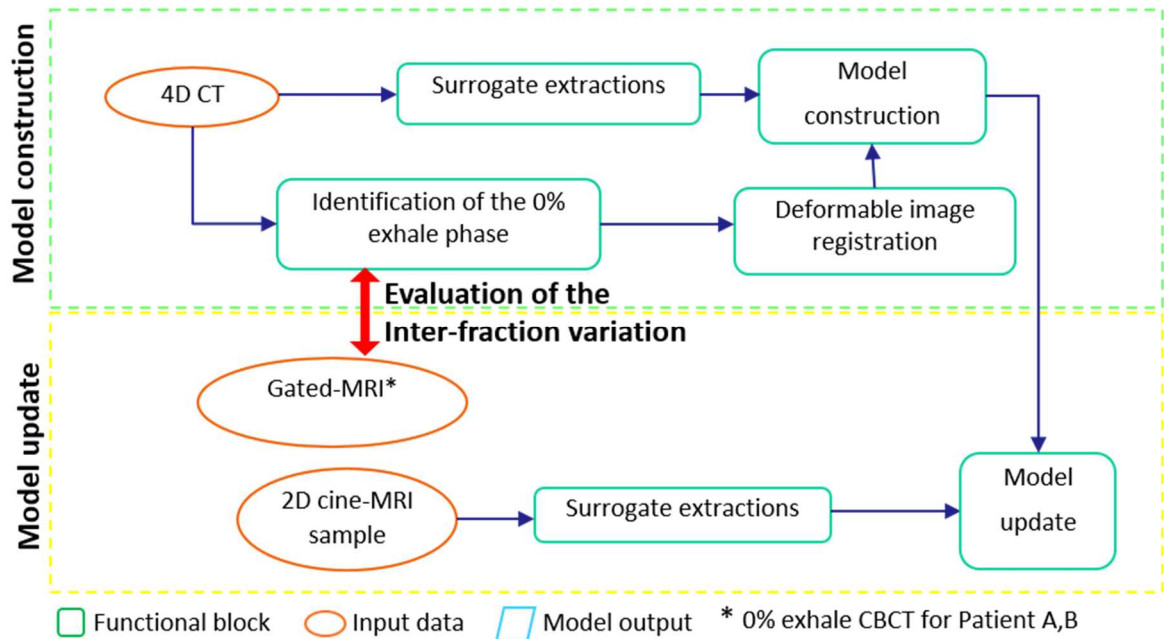 Model construction
4D CT
Surrogate extractions
Model
construction
Identification of the 0%
exhale phase
Deformable image
registration
Evaluation of the
Inter-fraction variation
Model update
Gated-MRI*
2D cine-MRI
sample
Surrogate extractions
Model
update
Functional block
Input data
Model output
* 0% exhale CBCT for Patient A,B